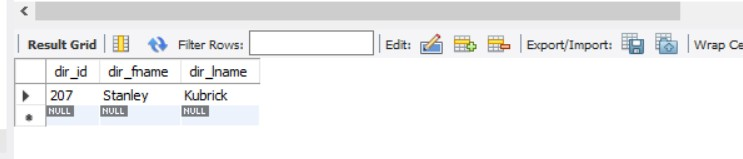 Result Grid Filter Rows: Edit: Export/Import: Wrap Ce
dir_id dir_fname dir_lname
207 Stanley Kubrick
NULL NULL NULL